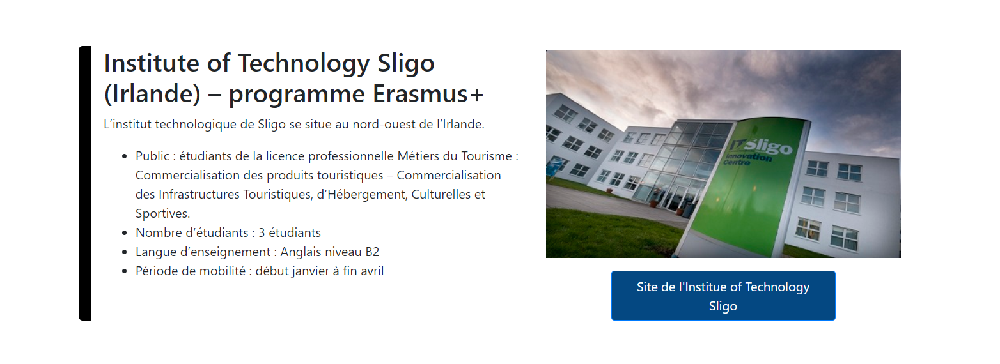 Institute of Technology Sligo
(Irlande) – programme Erasmus+
L’institut technologique de Sligo se situe au nord-ouest de l’Irlande.
Public : étudiants de la licence professionnelle Métiers du Tourisme :
Commercialisation des produits touristiques – Commercialisation
des Infrastructures Touristiques, d’Hébergement, Culturelles et
Sportives.
Nombre d’étudiants : 3 étudiants
Langue d’enseignement : Anglais niveau B2
Période de mobilité : début janvier à fin avril
IT Sligo
Innovation
Centre
Site de l'Institue of Technology
Sligo